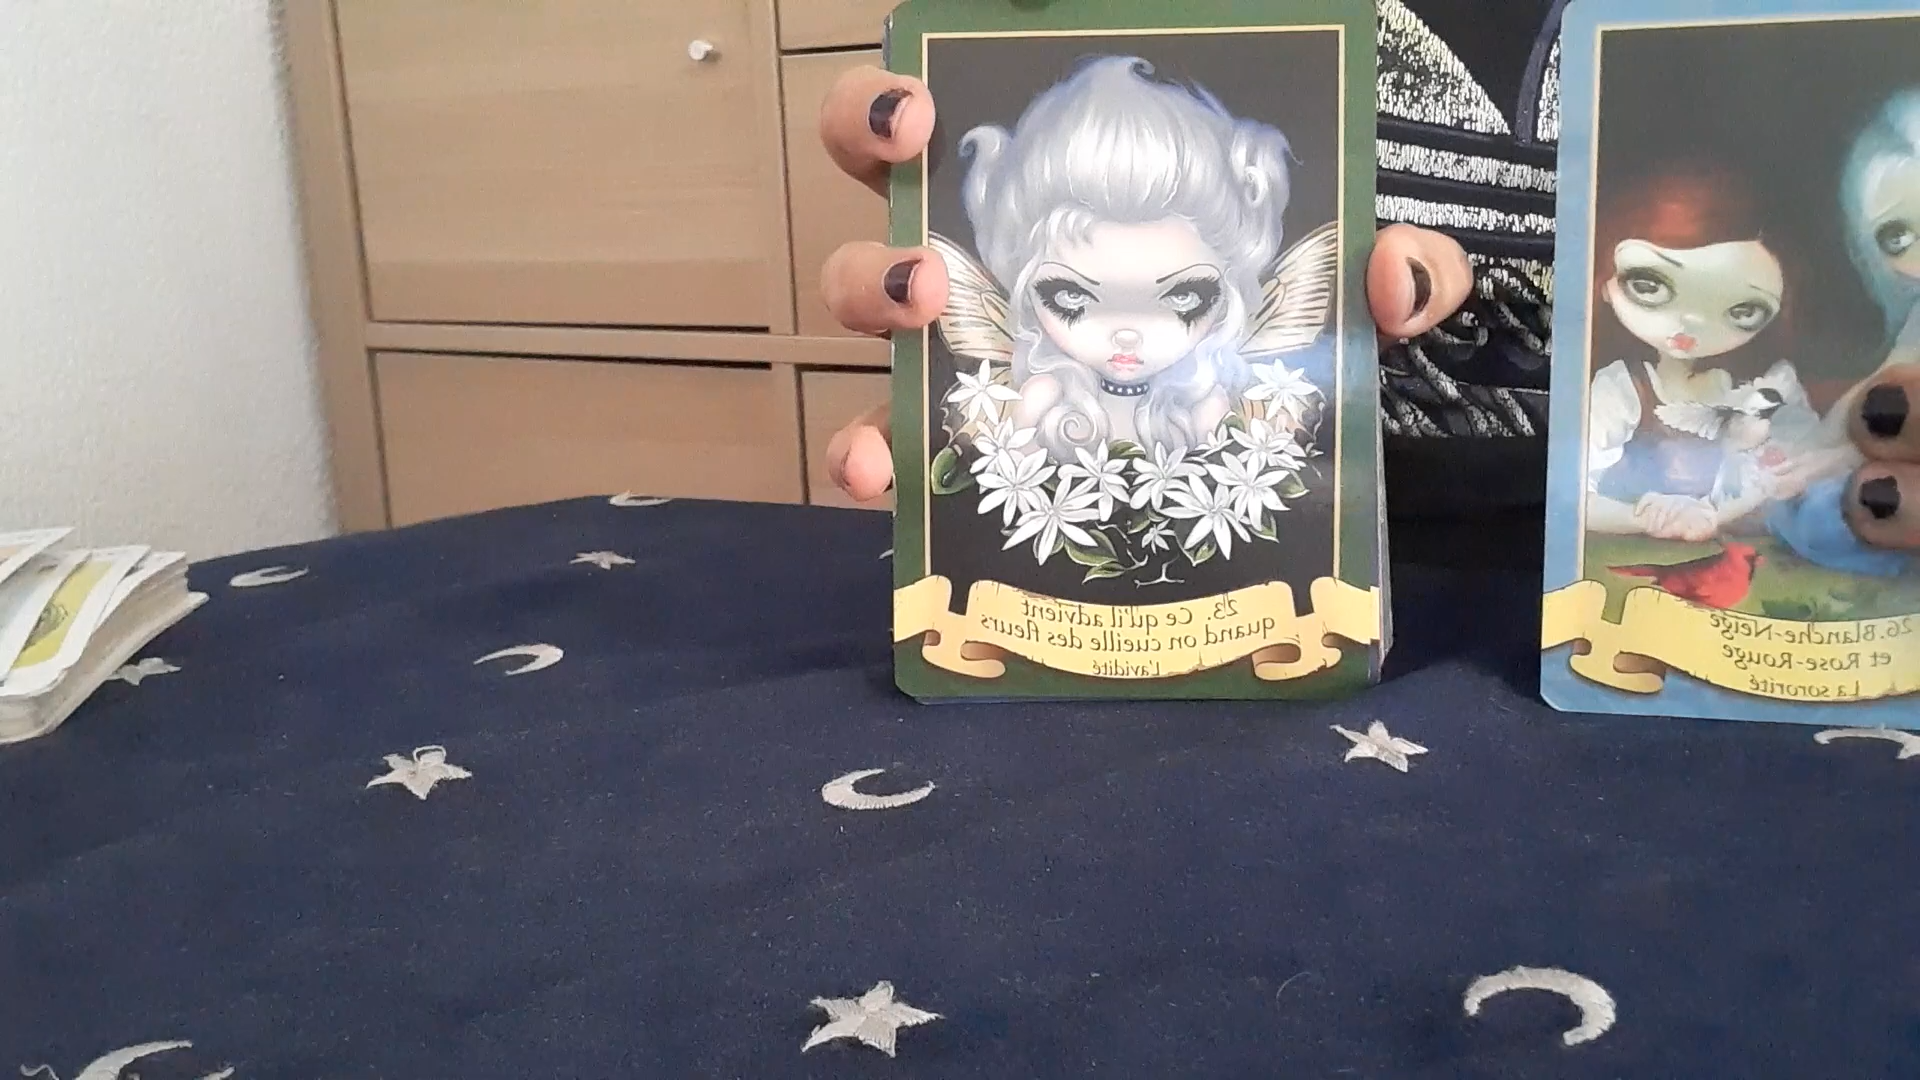 23. Ce qu'il advient
quand on cueille des fleurs
L'avidité
26. Blanche-Neige
et Rose-Rouge
La sororité